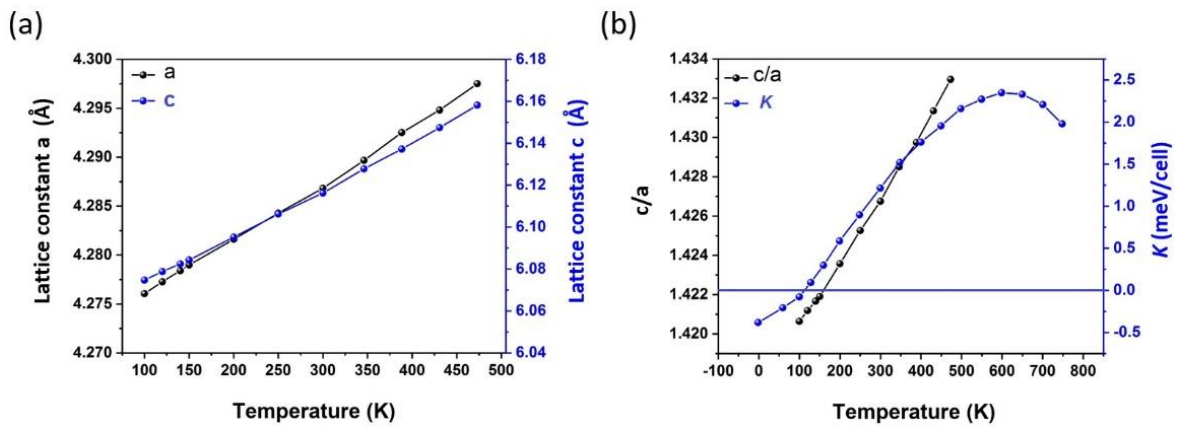 (a)
a
c
4.300
4.295
4.290
4.285
4.280
4.275
4.270
Lattice constant a (Å)
6.18
6.16
6.14
6.12
6.10
6.08
6.06
6.04
Lattice constant c (Å)
100 150 200 250 300 350 400 450 500
Temperature (K)
(b)
c/a
K
1.434
1.432
1.430
1.428
1.426
1.424
1.422
1.420
c/a
2.5
2.0
1.5
1.0
0.5
0.0
-0.5
K (meV/cell)
-100 0 100 200 300 400 500 600 700 800
Temperature (K)